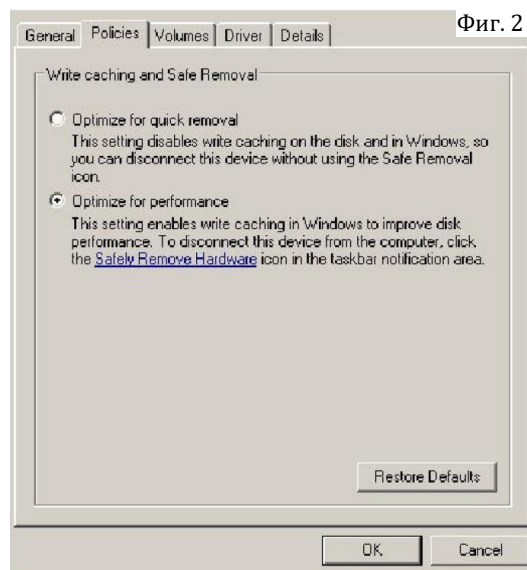 Фиг. 2
General Policies Volumes Driver Details
Write caching and Safe Removal
Optimize for quick removal
This setting disables write caching on the disk and in Windows, so
you can disconnect this device without using the Safe Removal
icon.
Optimize for performance
This setting enables write caching in Windows to improve disk
performance. To disconnect this device from the computer, click
the Safely Remove Hardware icon in the taskbar notification area.
Restore Defaults
OK Cancel